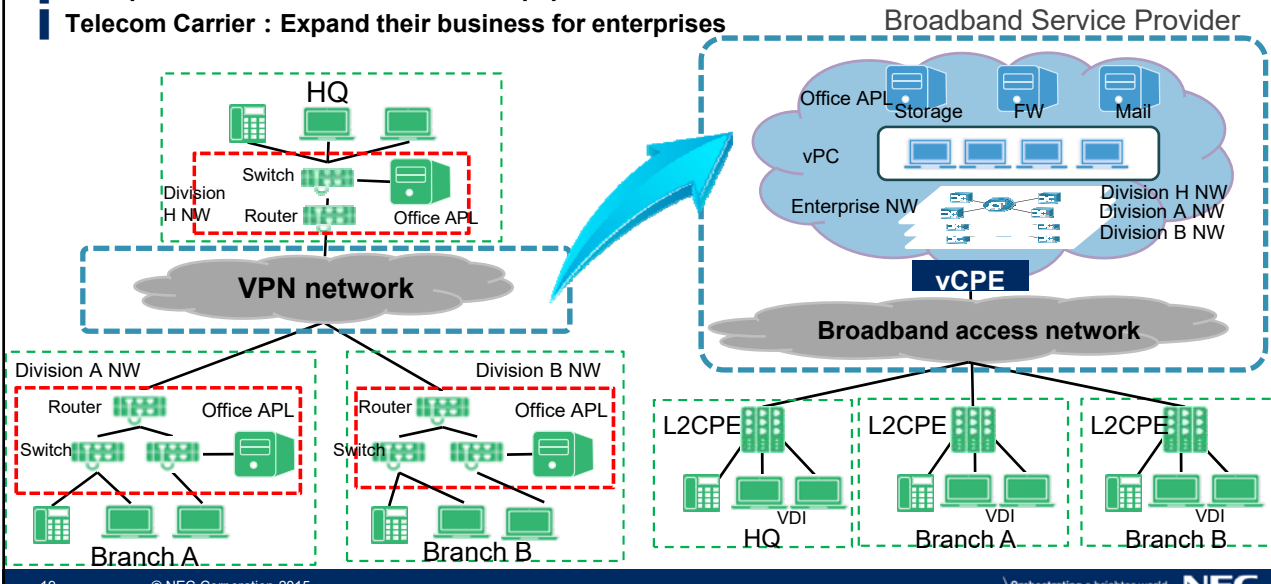 Telecom Carrier : Expand their business for enterprises
Broadband Service Provider
HQ
Switch
Division
H NW
Router
Office APL
VPN network
Division A NW
Router
Office APL
Switch
Branch A
Division B NW
Router
Office APL
Switch
Branch B
Office APL
Storage
FW
Mail
vPC
Enterprise NW
Division H NW
Division A NW
Division B NW
vCPE
Broadband access network
L2CPE
VDI
HQ
L2CPE
VDI
Branch A
L2CPE
VDI
Branch B
© NEC Corporation 2015
NEC